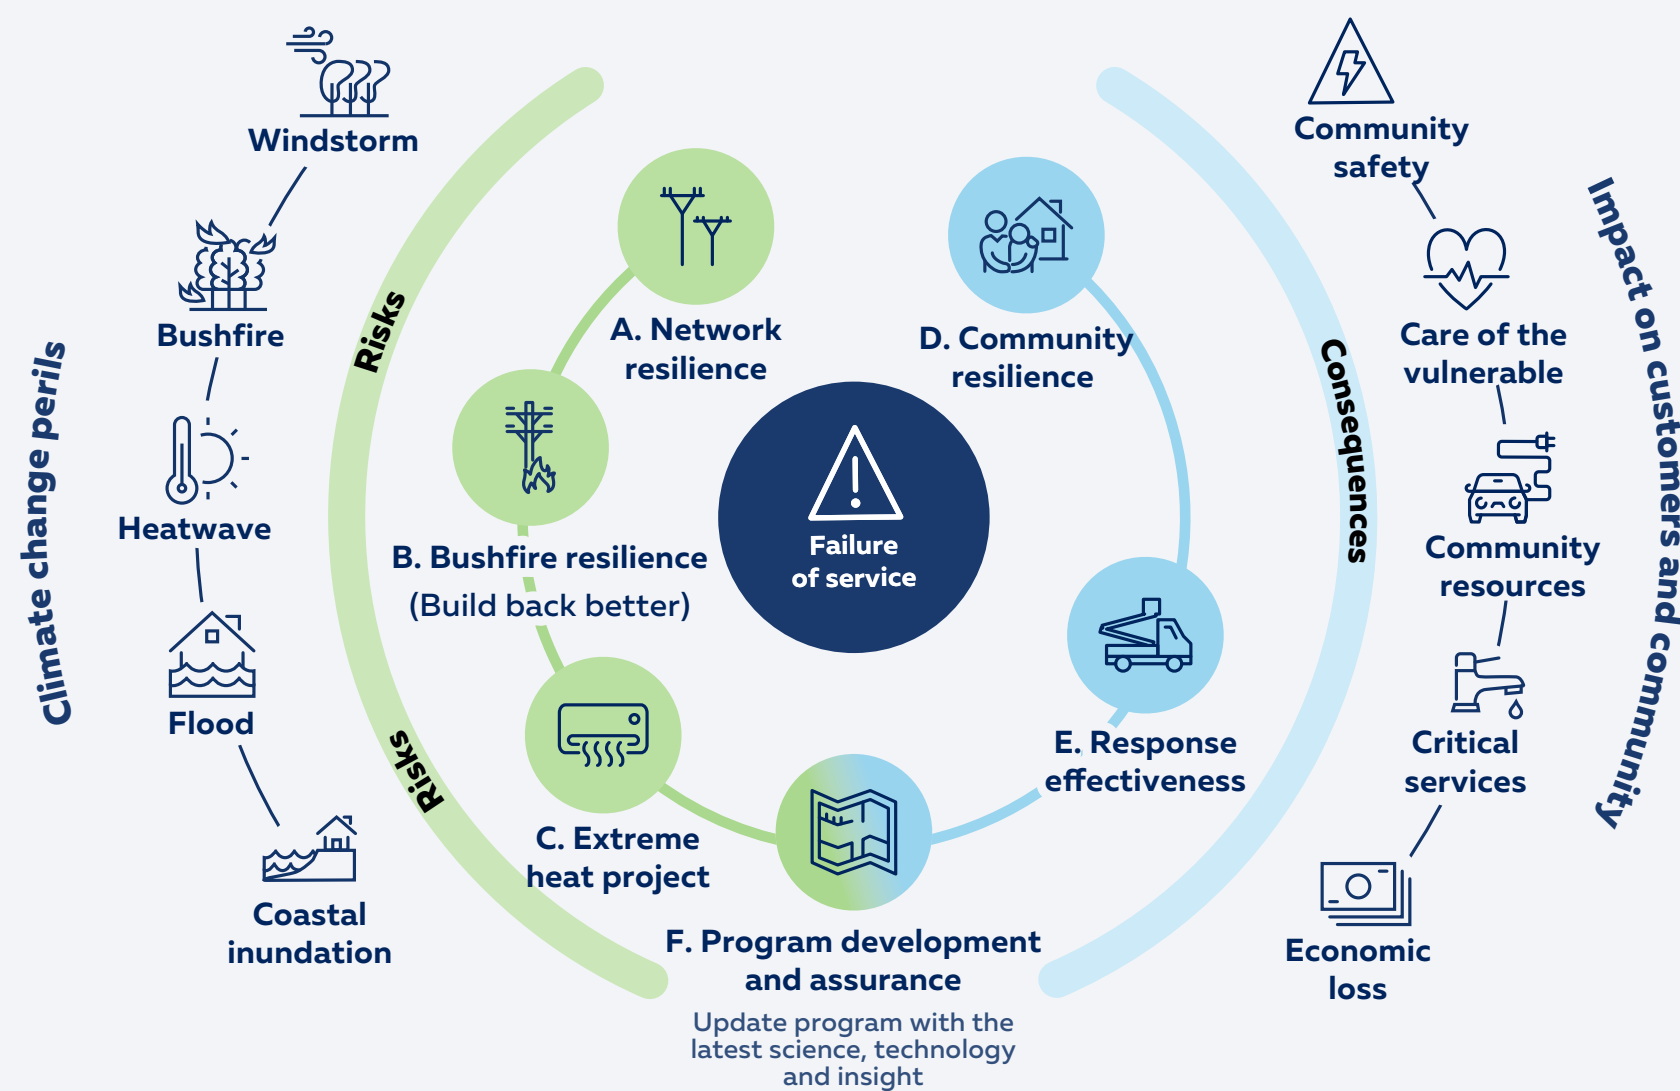 Climate change perils
Windstorm
Bushfire
Heatwave
Flood
Coastal
inundation
Risks
Risks
A. Network
resilience
B. Bushfire resilience
(Build back better)
C. Extreme
heat project
Failure
of service
D. Community
resilience
E. Response
effectiveness
F. Program development
and assurance
Update program with the
latest science, technology
and insight
Consequences
Community
safety
Care of the
vulnerable
Community
resources
Critical
services
Economic
loss
Impact on customers and community